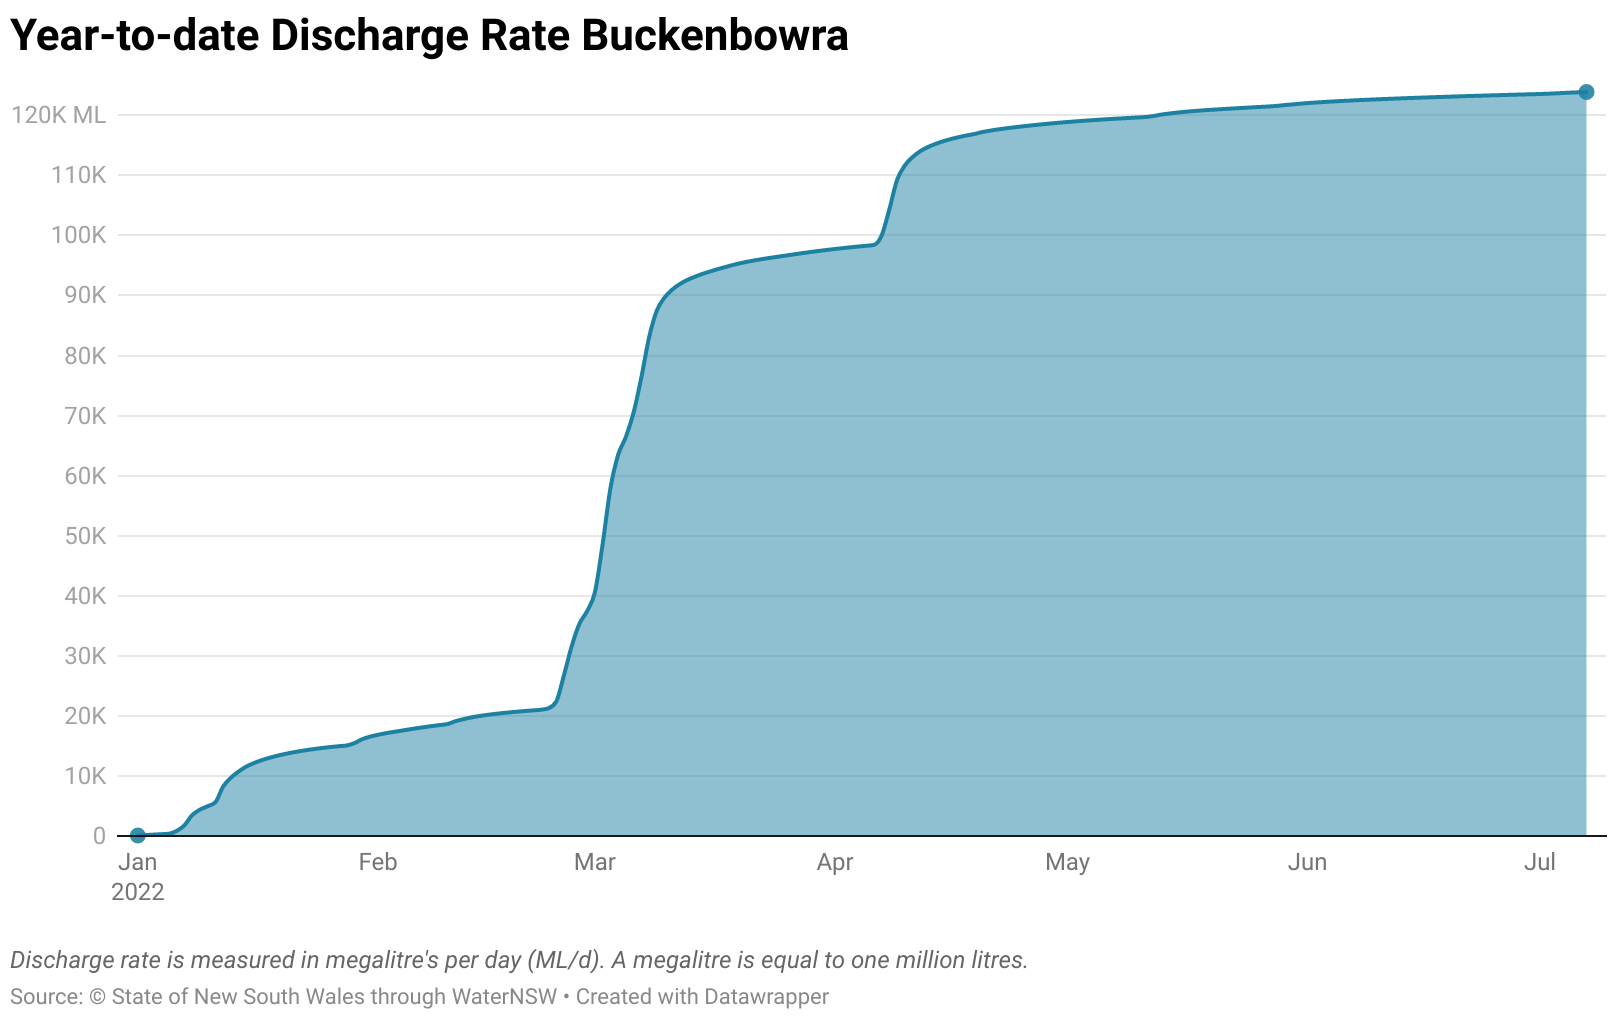 Year-to-date Discharge Rate Buckenbowra
120K ML
110K
100K
90K
80K
70K
60K
50K
40K
30K
20K
10K
0
Jan Feb Mar Apr May Jun Jul
2022
Discharge rate is measured in megalitre's per day (ML/d). A megalitre is equal to one million litres.
Source: © State of New South Wales through WaterNSW • Created with Datawrapper